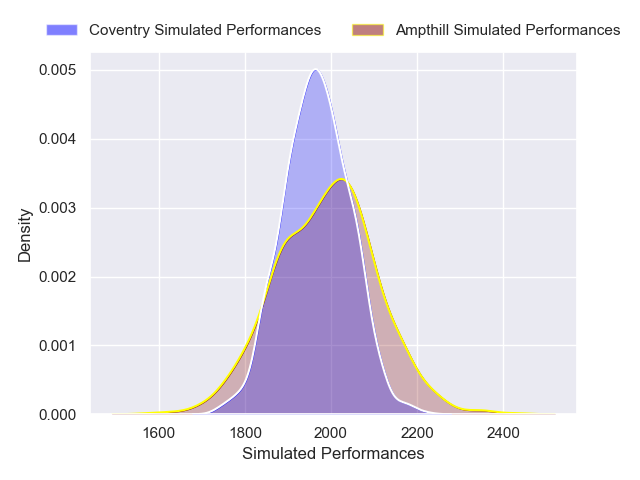 Coventry Simulated Performances Ampthill Simulated Performances
0.005
0.004
0.003
0.002
0.001
0.000
Density
1600 1800 2000 2200 2400
Simulated Performances